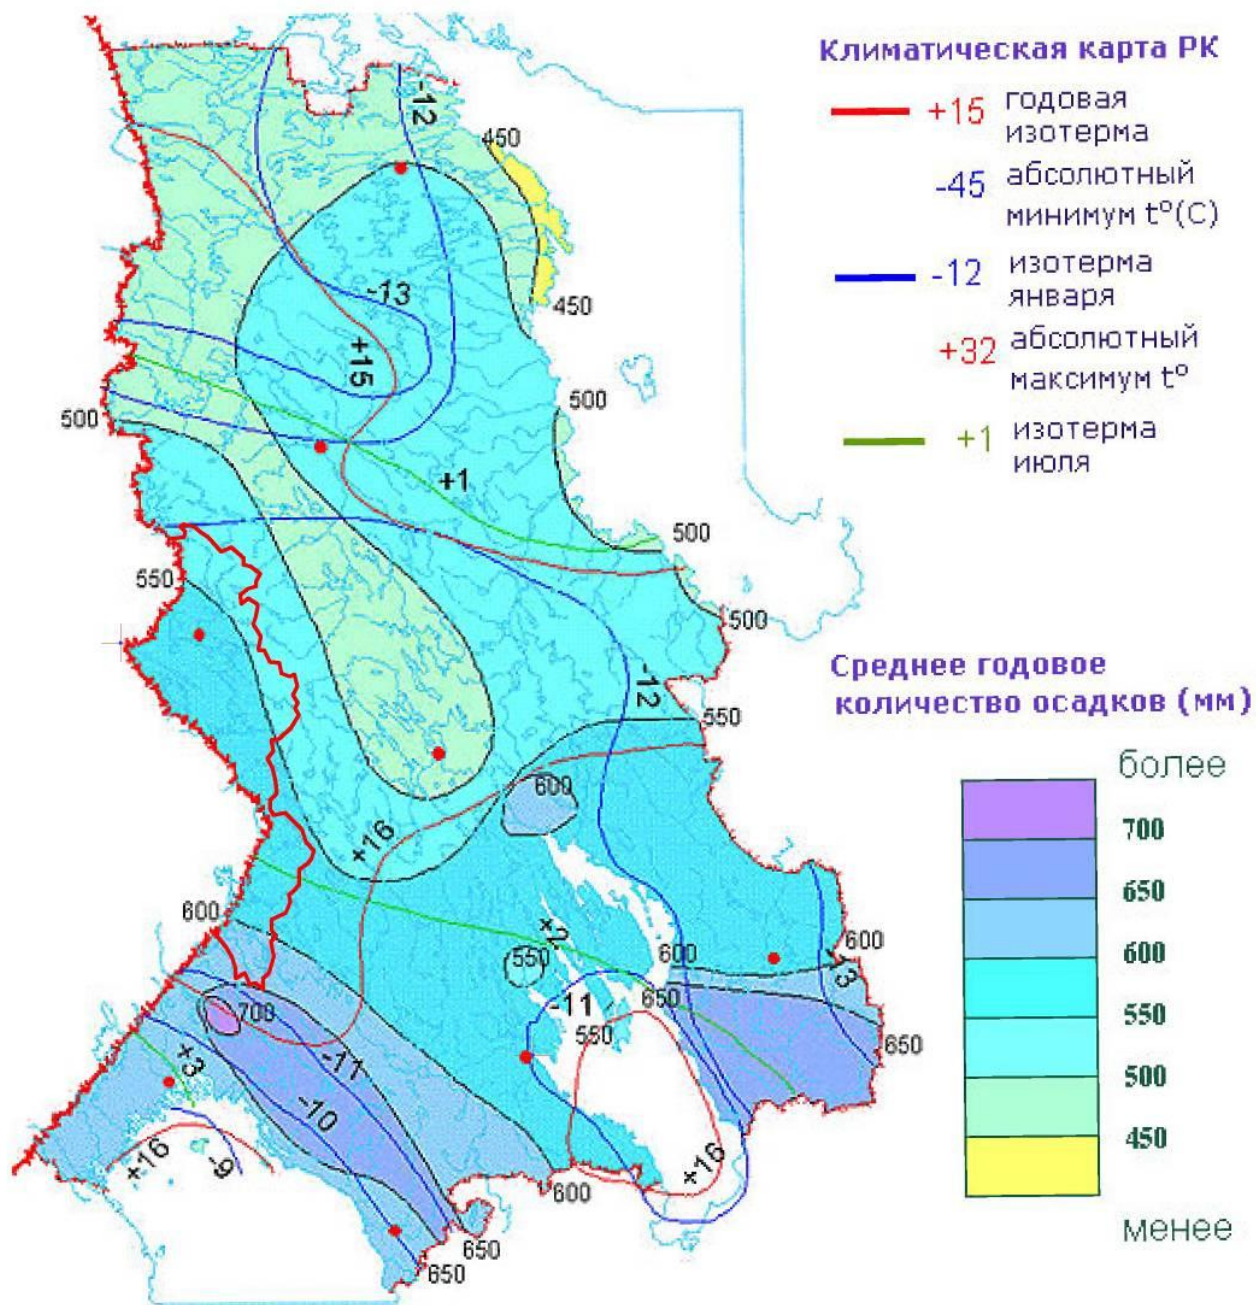 Климатическая карта РК
+15 годовая
изотерма
-45 абсолютный
минимум t°(C)
-12 изотерма
января
+32 абсолютный
максимум t°
+1 изотерма
июля
Среднее годовое
количество осадков (мм)
более
700
650
600
550
500
450
менее
-12
450
-13
450
+15
500
500
+1
500
550
500
-12
550
600
+16
600
+2
600
600
550
-13
-11
650
550
700
650
-11
+3
-10
+16
-9
+16
600
650
650